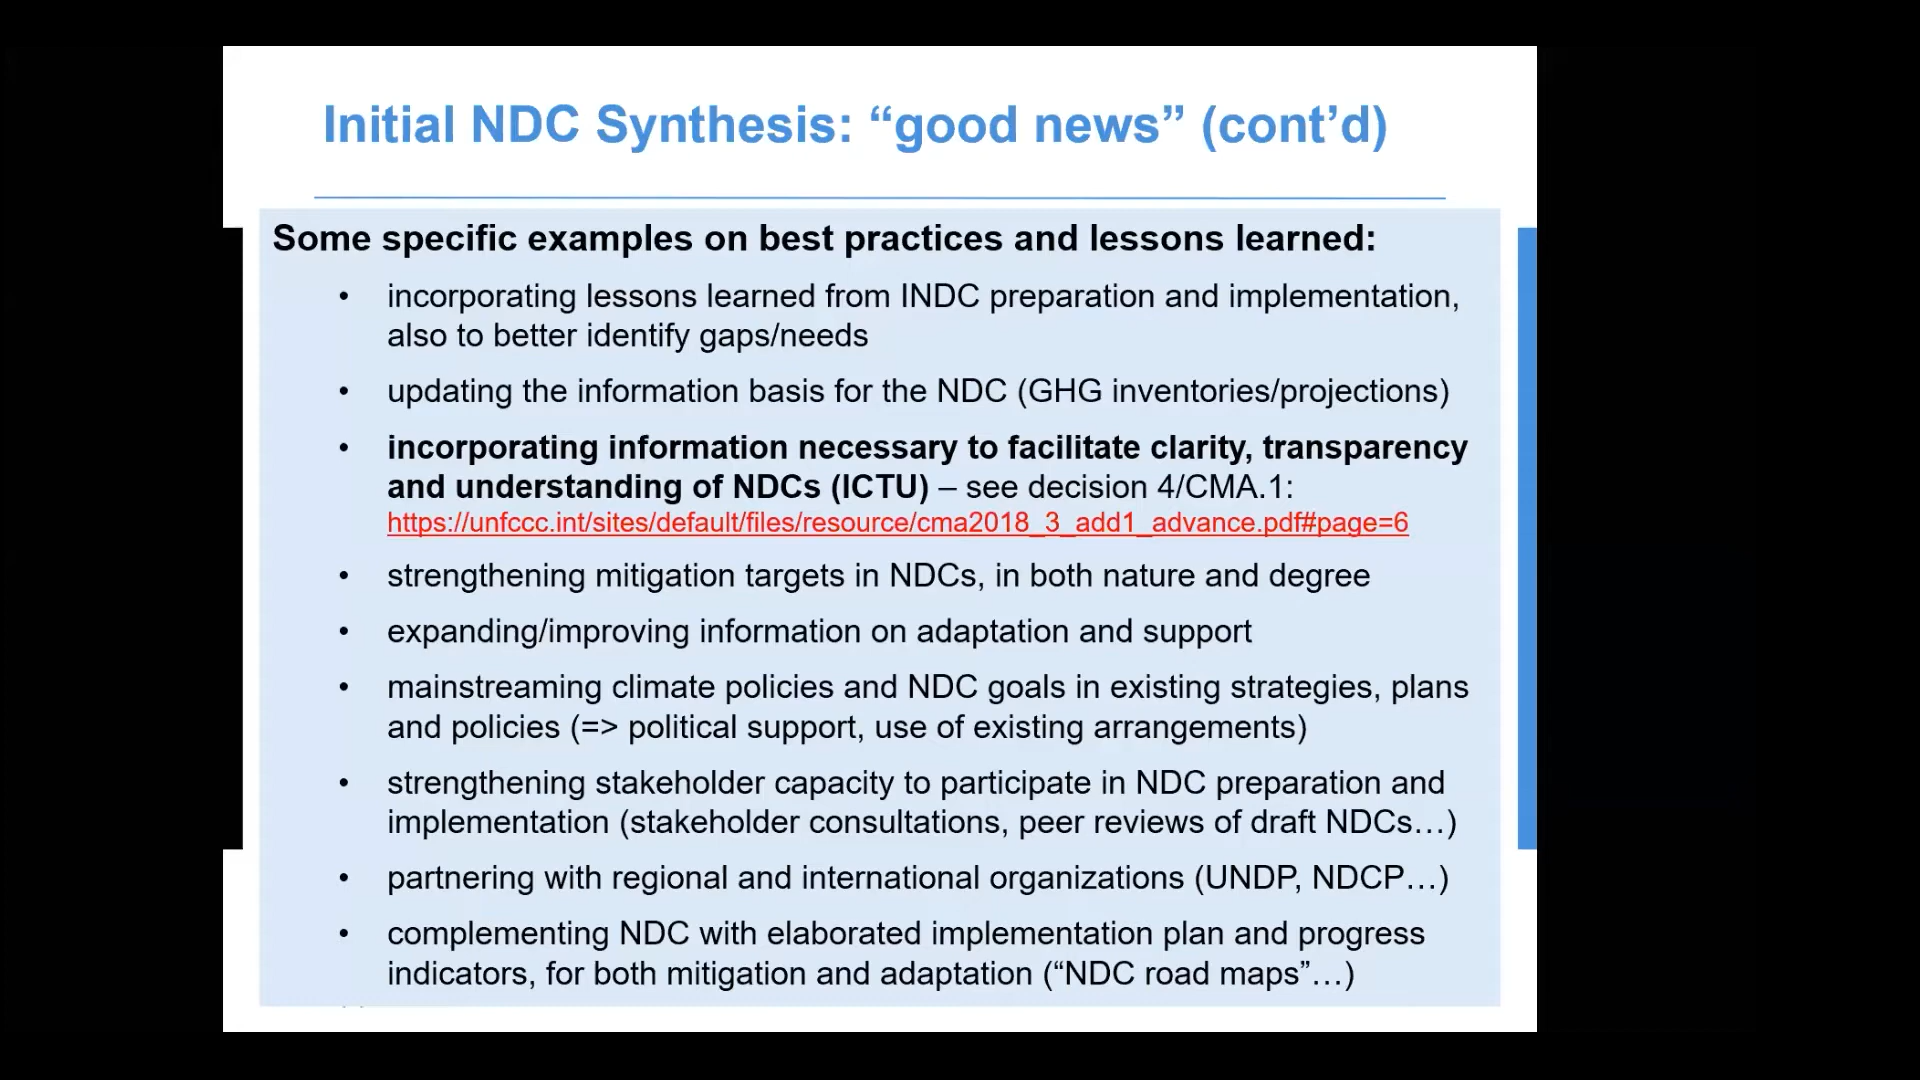 Initial NDC Synthesis: “good news” (cont’d)
Some specific examples on best practices and lessons learned:
• incorporating lessons learned from INDC preparation and implementation,
also to better identify gaps/needs
• updating the information basis for the NDC (GHG inventories/projections)
• incorporating information necessary to facilitate clarity, transparency
and understanding of NDCs (ICTU) – see decision 4/CMA.1:
https://unfccc.int/sites/default/files/resource/cma2018_3_add1_advance.pdf#page=6
• strengthening mitigation targets in NDCs, in both nature and degree
• expanding/improving information on adaptation and support
• mainstreaming climate policies and NDC goals in existing strategies, plans
and policies (=> political support, use of existing arrangements)
• strengthening stakeholder capacity to participate in NDC preparation and
implementation (stakeholder consultations, peer reviews of draft NDCs…)
• partnering with regional and international organizations (UNDP, NDCP…)
• complementing NDC with elaborated implementation plan and progress
indicators, for both mitigation and adaptation (“NDC road maps”…)